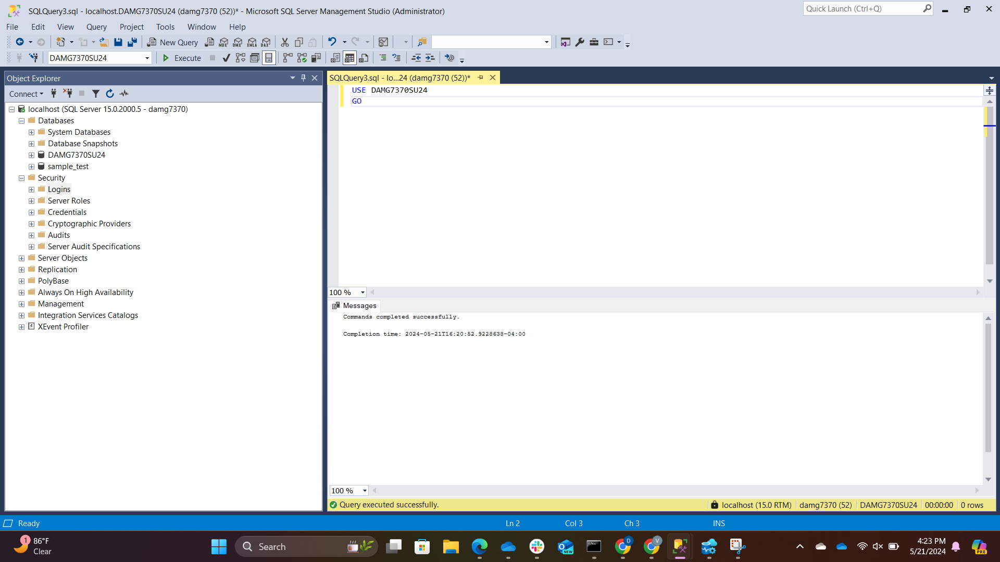 SQLQuery3.sql - localhost.DAMG7370SU24 (damg7370 (52))* - Microsoft SQL Server Management Studio (Administrator)
Quick Launch (Ctrl+Q)
File Edit View Query Project Tools Window Help
New Query
MDX DMX XMLA DAX
DAMG7370SU24
Execute
Object Explorer
SQLQuery3.sql - lo...24 (damg7370 (52))*
Connect
USE DAMG7370SU24
GO
localhost (SQL Server 15.0.2000.5 - damg7370)
Databases
System Databases
Database Snapshots
DAMG7370SU24
sample_test
Security
Logins
Server Roles
Credentials
Cryptographic Providers
Audits
Server Audit Specifications
Server Objects
Replication
PolyBase
Always On High Availability
Management
Integration Services Catalogs
XEvent Profiler
100 %
Messages
Commands completed successfully.
Completion time: 2024-05-21T16:20:52.9228638-04:00
100 %
Query executed successfully.
localhost (15.0 RTM) damg7370 (52) DAMG7370SU24 00:00:00 0 rows
Ready
Ln 2 Col 3 Ch 3 INS
1
86°F
Clear
Search
NEW
D
V
4:23 PM
5/21/2024
PRE